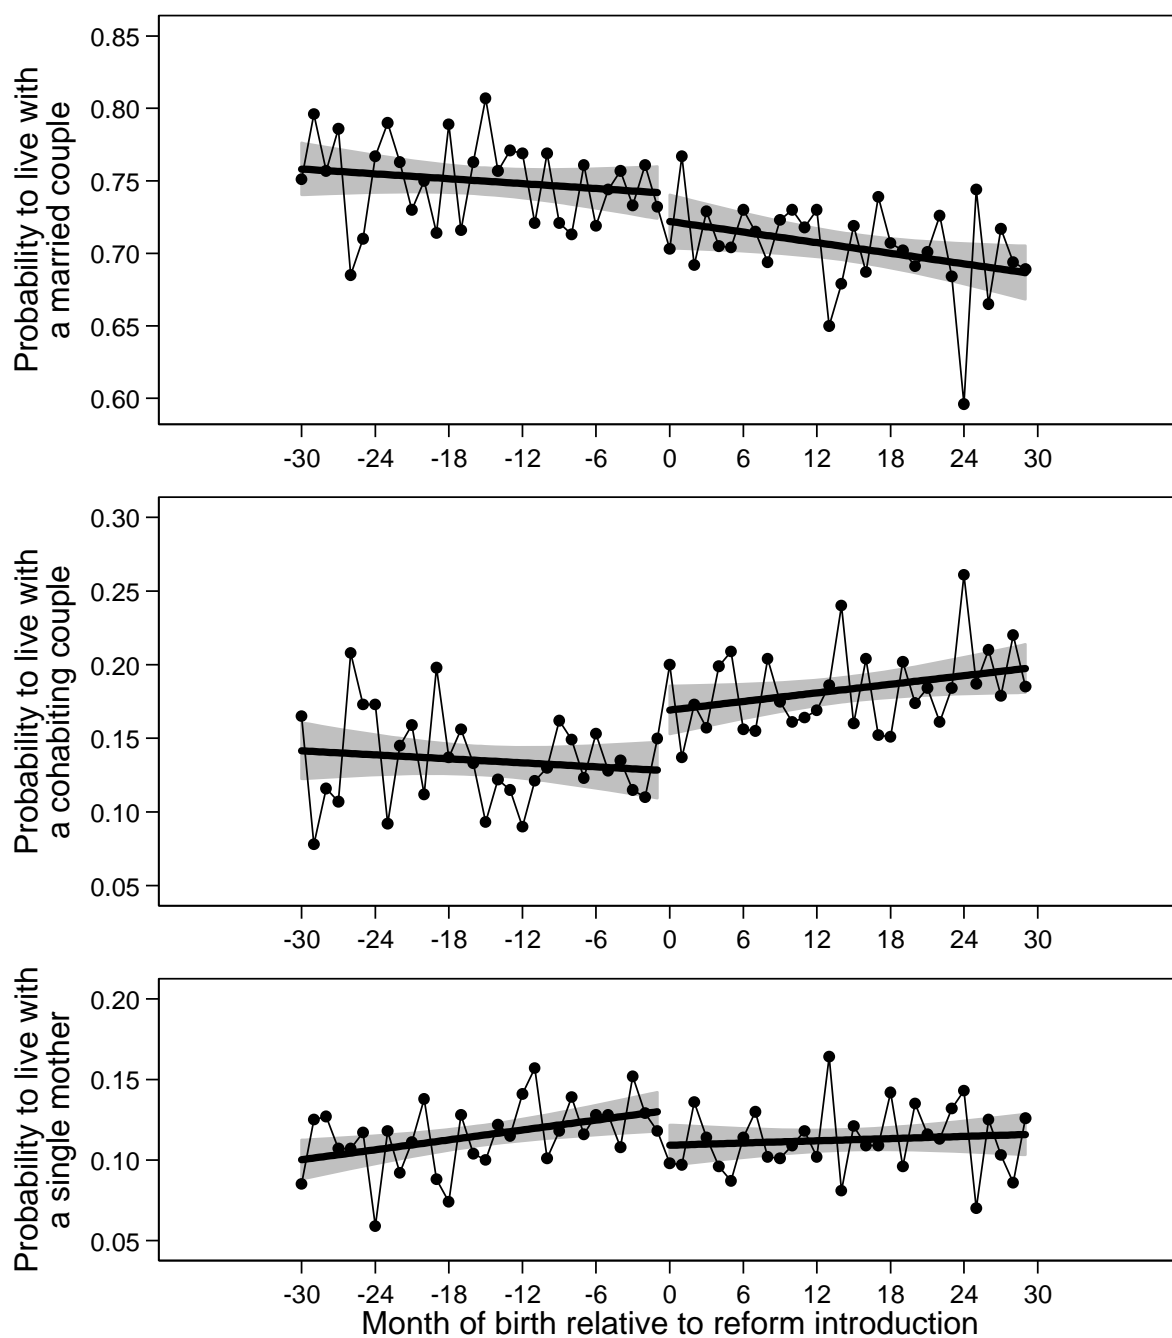 Probability to live with
a married couple
0.85
0.80
0.75
0.70
0.65
0.60
-30 -24 -18 -12 -6 0 6 12 18 24 30
Probability to live with
a cohabiting couple
0.30
0.25
0.20
0.15
0.10
0.05
-30 -24 -18 -12 -6 0 6 12 18 24 30
Probability to live with
a single mother
0.20
0.15
0.10
0.05
-30 -24 -18 -12 -6 0 6 12 18 24 30
Month of birth relative to reform introduction